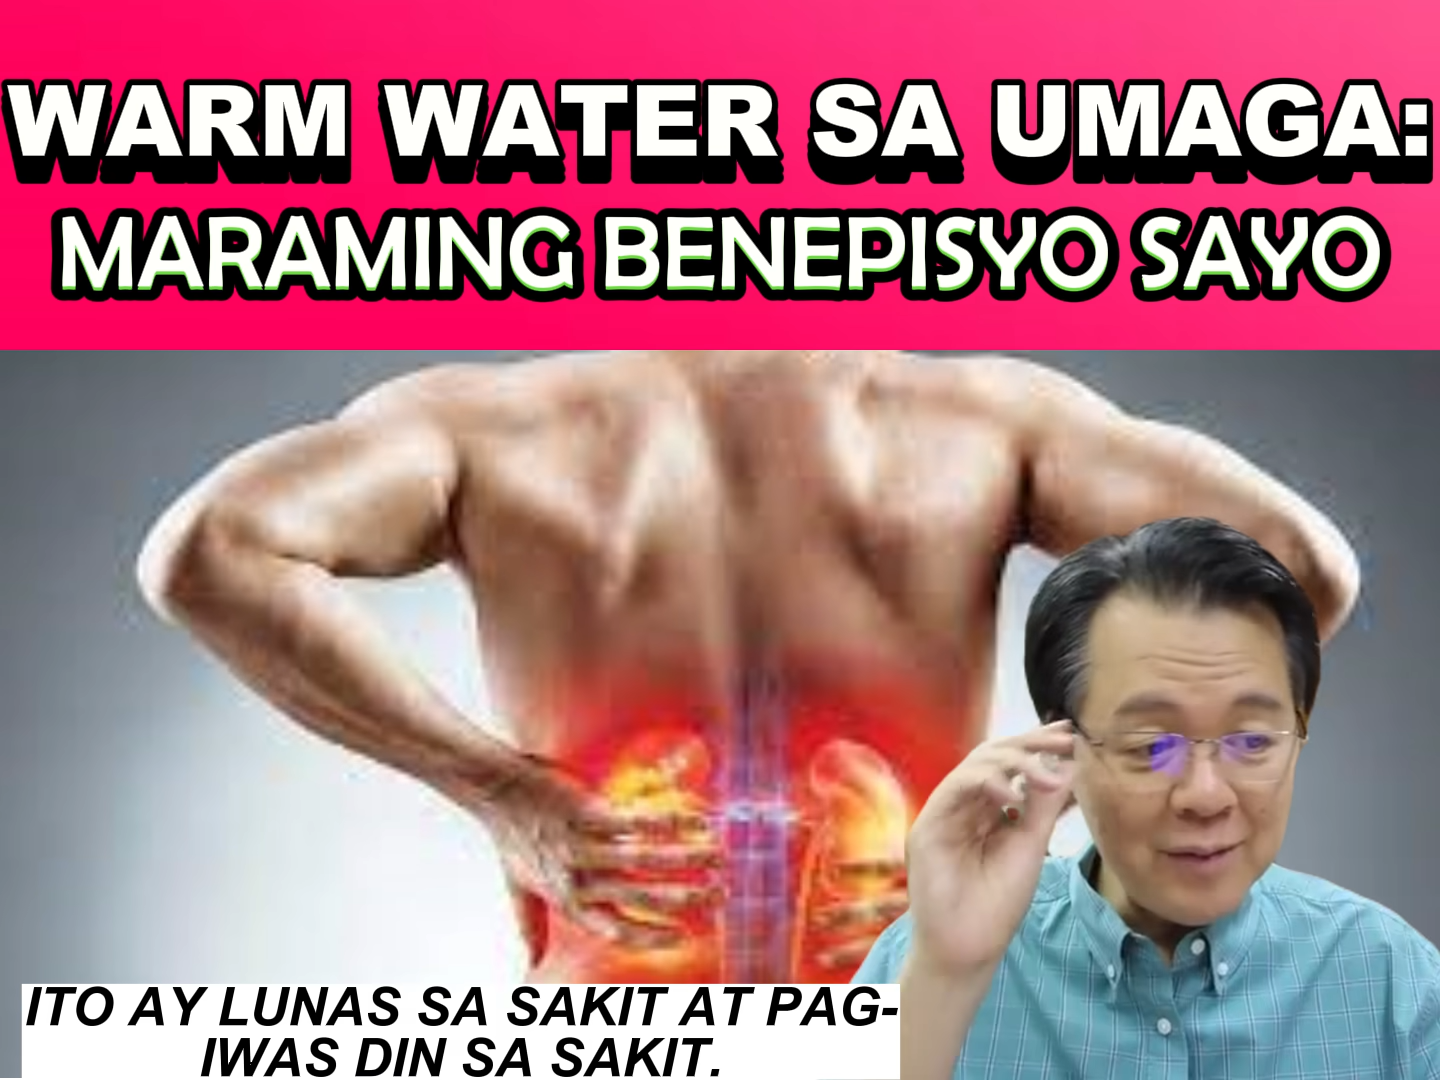 WARM WATER SA UMAGA:
MARAMING BENEPISYO SAYO
ITO AY LUNAS SA SAKIT AT PAG-
IWAS DIN SA SAKIT.